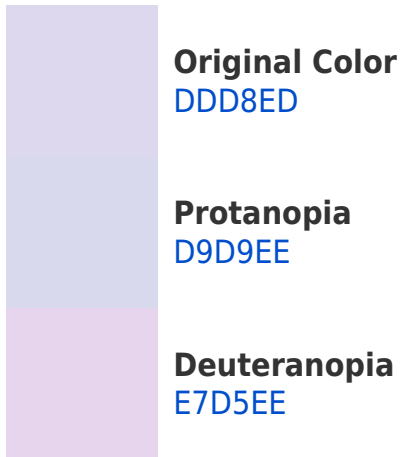 Original Color
DDD8ED
Protanopia
D9D9EE
Deuteranopia
E7D5EE